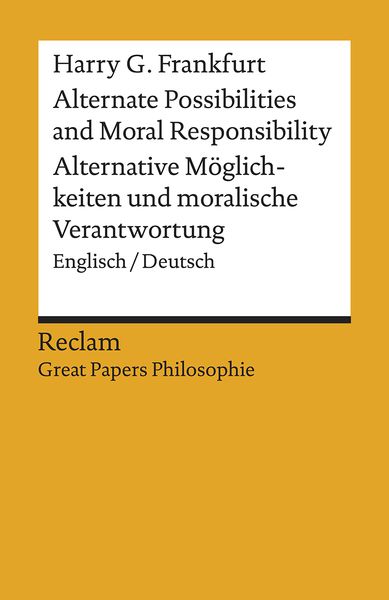 Harry G. Frankfurt
Alternate Possibilities
and Moral Responsibility
Alternative Möglich-
keiten und moralische
Verantwortung
Englisch / Deutsch
Reclam
Great Papers Philosophie